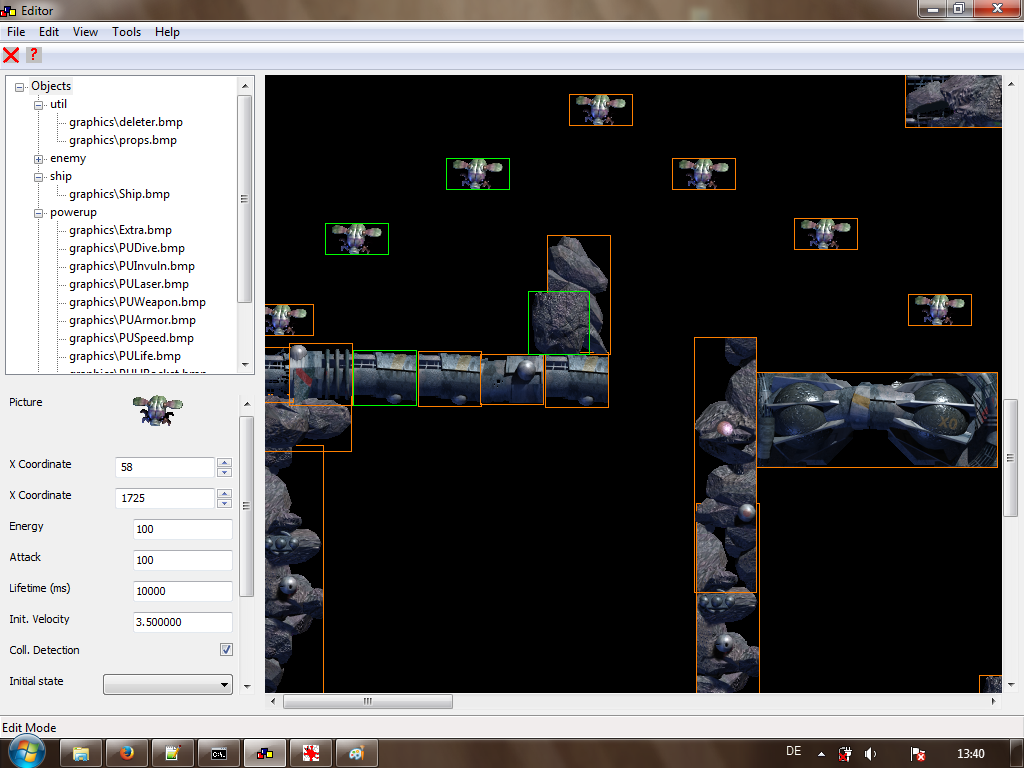 Editor
File Edit View Tools Help
Objects
util
graphics\deleter.bmp
graphics\props.bmp
enemy
ship
graphics\Ship.bmp
powerup
graphics\Extra.bmp
graphics\PUDive.bmp
graphics\PUInvuln.bmp
graphics\PULaser.bmp
graphics\PUWeapon.bmp
graphics\PUArmor.bmp
graphics\PUSpeed.bmp
graphics\PULife.bmp
Picture
X Coordinate 58
X Coordinate 1725
Energy 100
Attack 100
Lifetime (ms) 10000
Init. Velocity 3.500000
Coll. Detection
Initial state
Edit Mode
DE 13:40